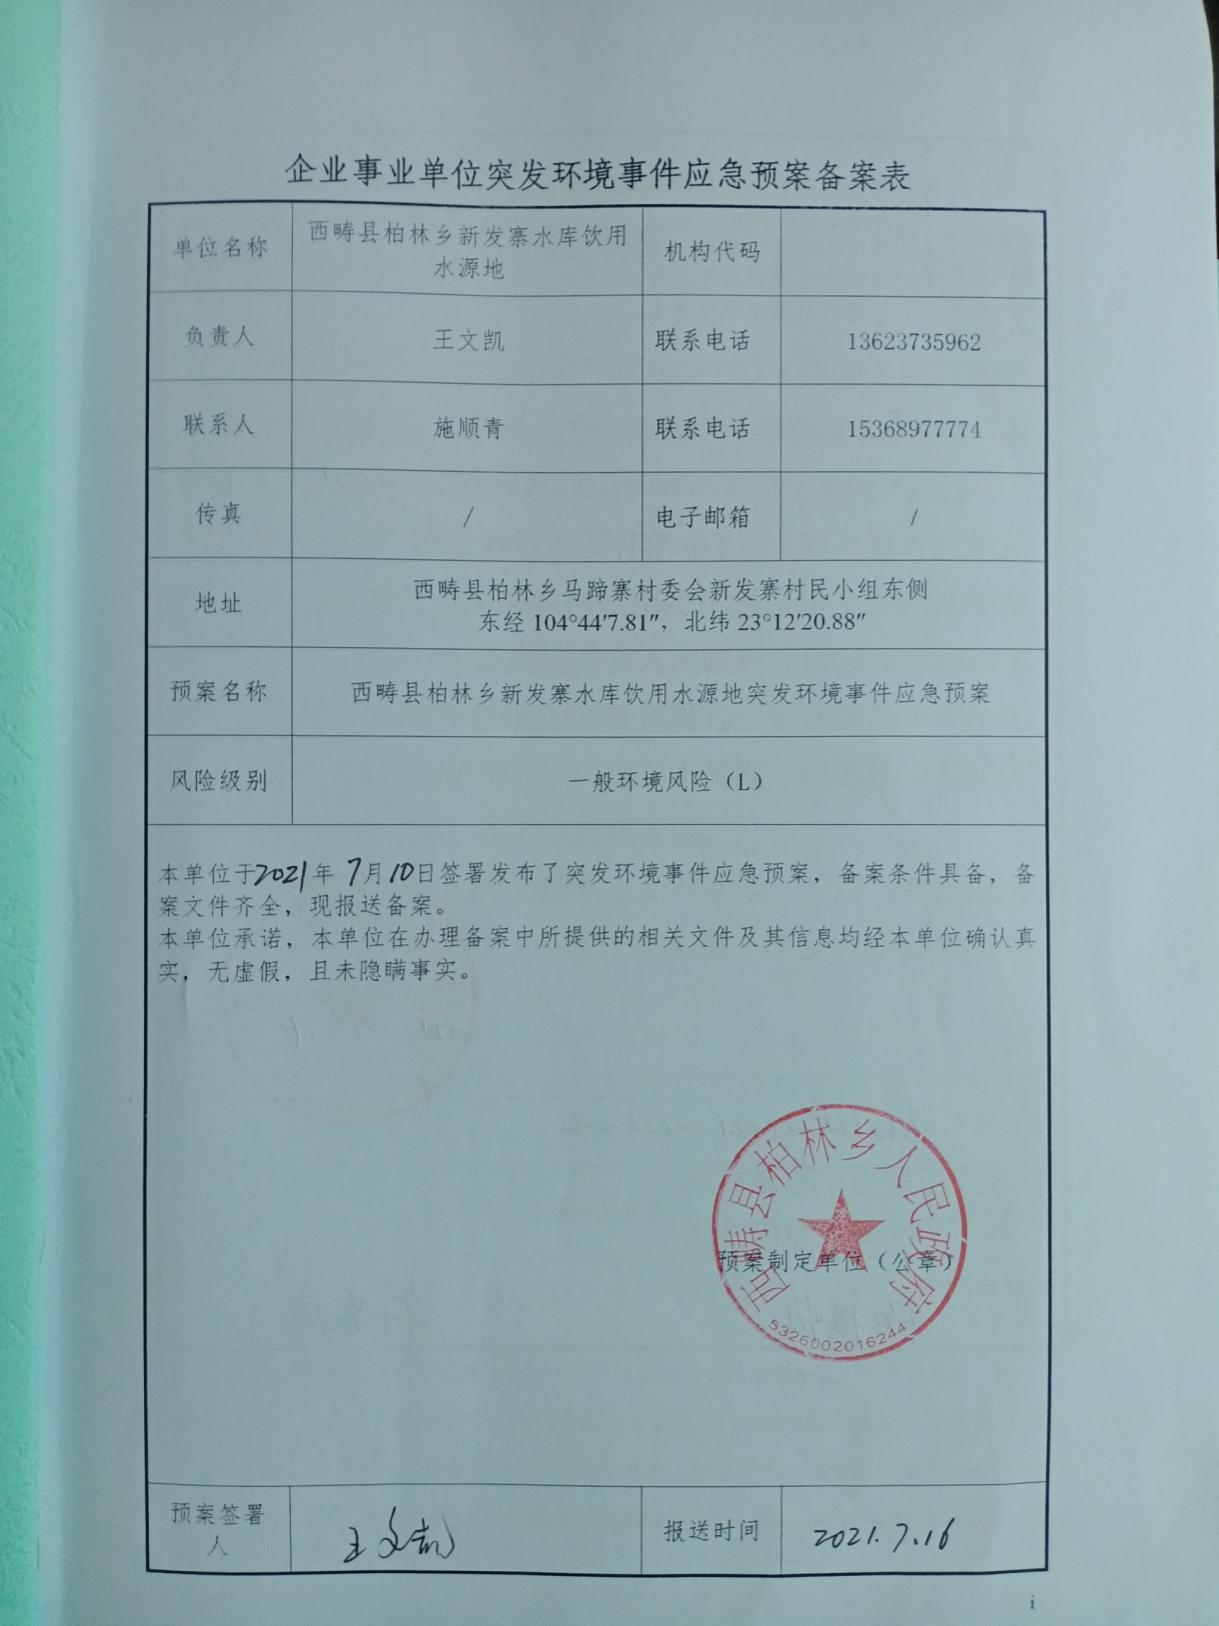 企业事业单位突发环境事件应急预案备案表
单位名称
西畴县柏林乡新发寨水库饮用
水源地
机构代码
负责人
王文凯
联系电话
13623735962
联系人
施顺青
联系电话
15368977774
传真
/
电子邮箱
/
地址
西畴县柏林乡马蹄寨村委会新发寨村民小组东侧
东经 104°44′7.81″，北纬 23°12′20.88″
预案名称
西畴县柏林乡新发寨水库饮用水源地突发环境事件应急预案
风险级别
一般环境风险（L）
本单位于2021年 7月10日签署发布了突发环境事件应急预案，备案条件具备，备
案文件齐全，现报送备案。
本单位承诺，本单位在办理备案中所提供的相关文件及其信息均经本单位确认真
实，无虚假，且未隐瞒事实。
西畴县柏林乡人民政府
预案制定单位（公章）
5326002016244
预案签署
人
王文凯
报送时间
2021.7.16
i